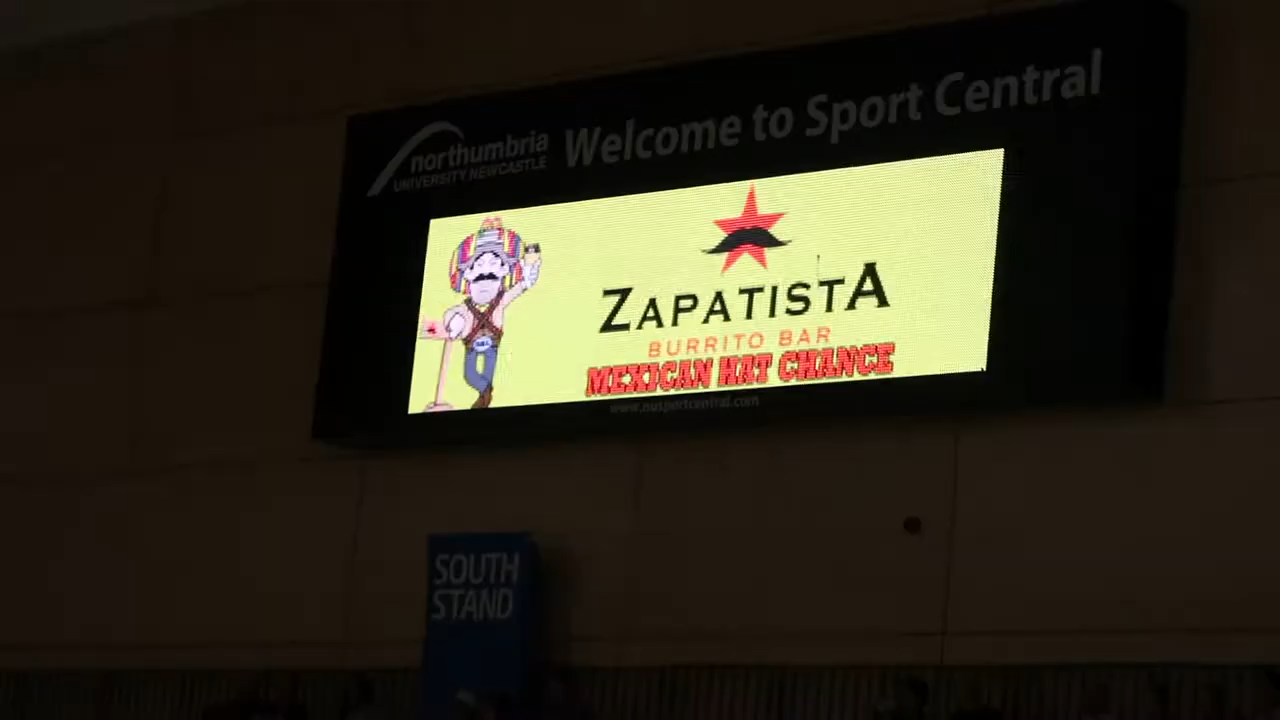 northumbria
UNIVERSITY NEWCASTLE
Welcome to Sport Central
ZAPATISTA
BURRITO BAR
MEXICAN HAT CHANCE
www.nusportcentral.com
SOUTH
STAND